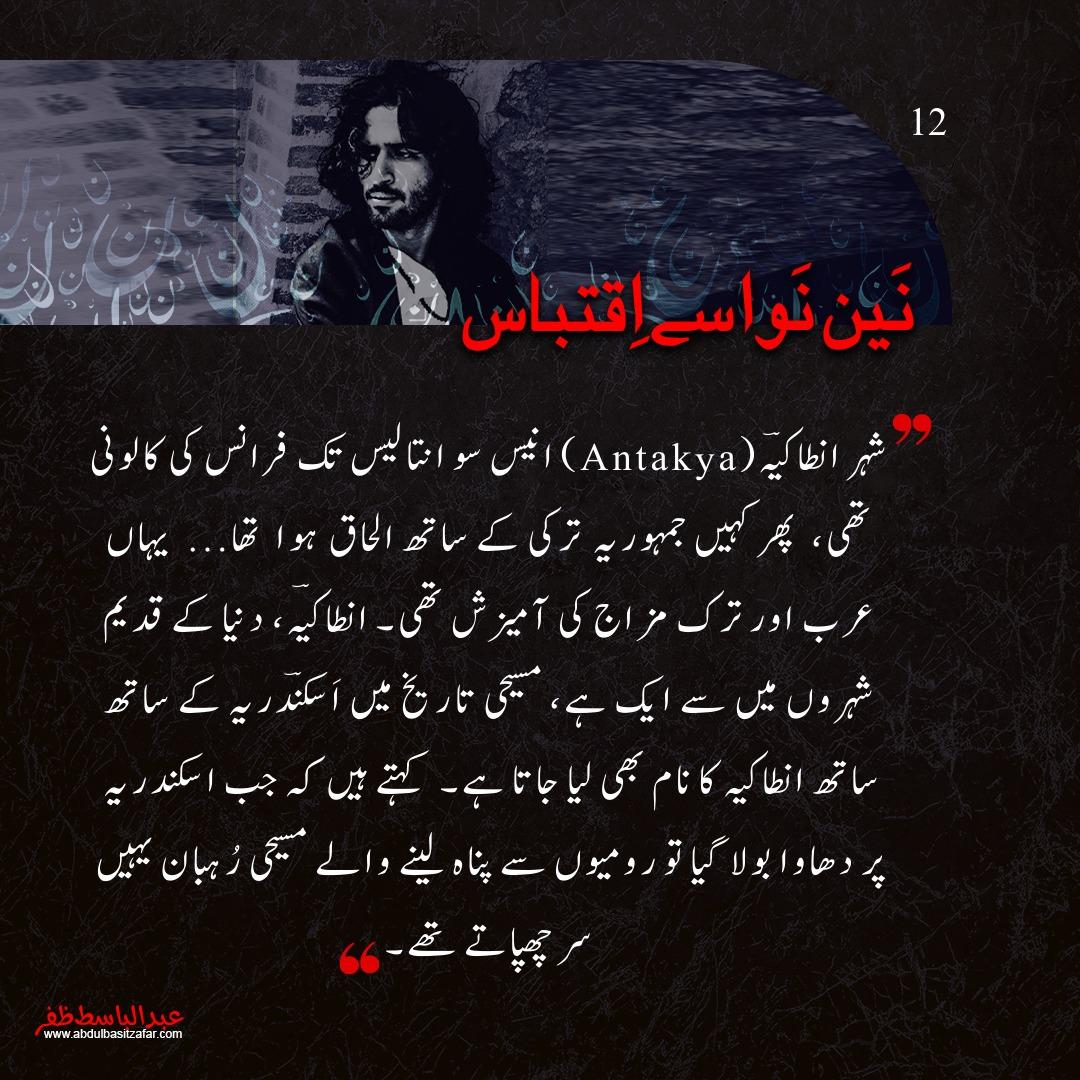 12
نَین نَوا سے اِقتباس
شہر انطاکیہؔ (Antakya) انیس سو انتالیس تک فرانس کی کالونی
تھی، پھر کہیں جمہوریہ ترکی کے ساتھ الحاق ہوا تھا... یہاں
عرب اور ترک مزاج کی آمیزش تھی۔ انطاکیہؔ، دنیا کے قدیم
شہروں میں سے ایک ہے، مسیحی تاریخ میں اَسکندؔریہ کے ساتھ
ساتھ انطاکیہ کا نام بھی لیا جاتا ہے۔ کہتے ہیں کہ جب اسکندریہ
پر دھاوا بولا گیا تو رومیوں سے پناہ لینے والے مسیحی رُہبان یہیں
سر چھپاتے تھے۔
عبدالباسط ظفر
www.abdulbasitzafar.com